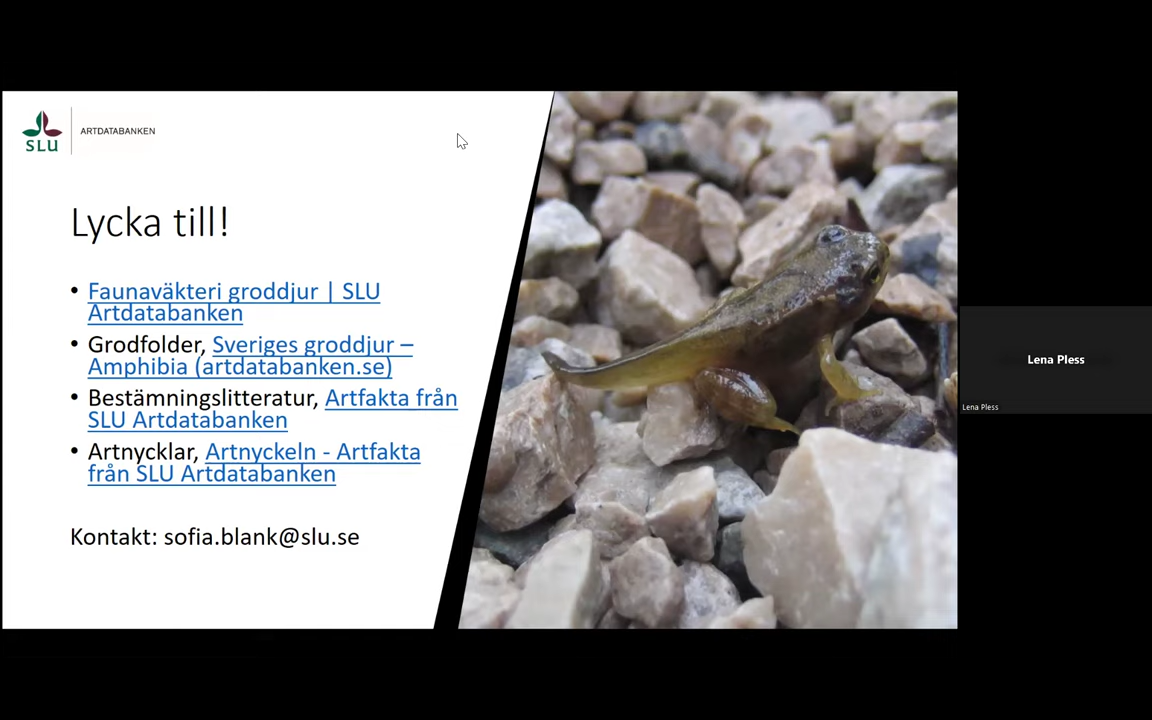 SLU
ARTDATABANKEN
Lycka till!
• Faunaväkteri groddjur | SLU
Artdatabanken
• Grodfolder, Sveriges groddjur –
Amphibia (artdatabanken.se)
• Bestämningslitteratur, Artfakta från
SLU Artdatabanken
• Artnycklar, Artnyckeln - Artfakta
från SLU Artdatabanken
Kontakt: sofia.blank@slu.se
Lena Pless
Lena Pless